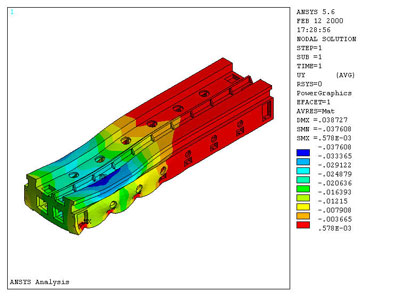 1
ANSYS 5.6
FEB 12 2000
17:28:56
NODAL SOLUTION
STEP=1
SUB =1
TIME=1
UY (AVG)
RSYS=0
PowerGraphics
EFACET=1
AVRES=Mat
DMX =.038727
SMN =-.037608
SMX =.578E-03
-.037608
-.033365
-.029122
-.024879
-.020636
-.016393
-.01215
-.007908
-.003665
.578E-03
MX
ANSYS Analysis